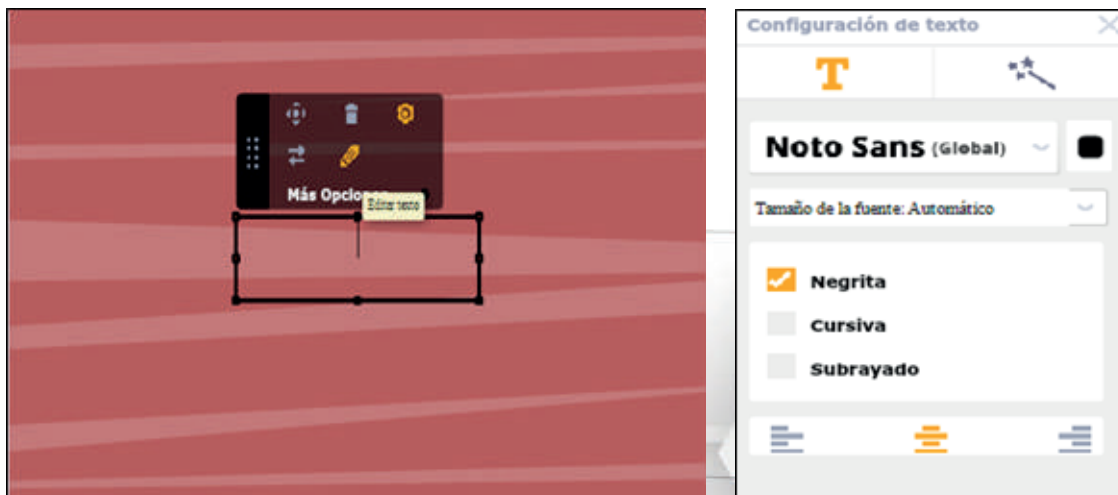 Más Opciones
Editar texto
Configuración de texto
T
Noto Sans (Global)
Tamaño de la fuente: Automático
Negrita
Cursiva
Subrayado